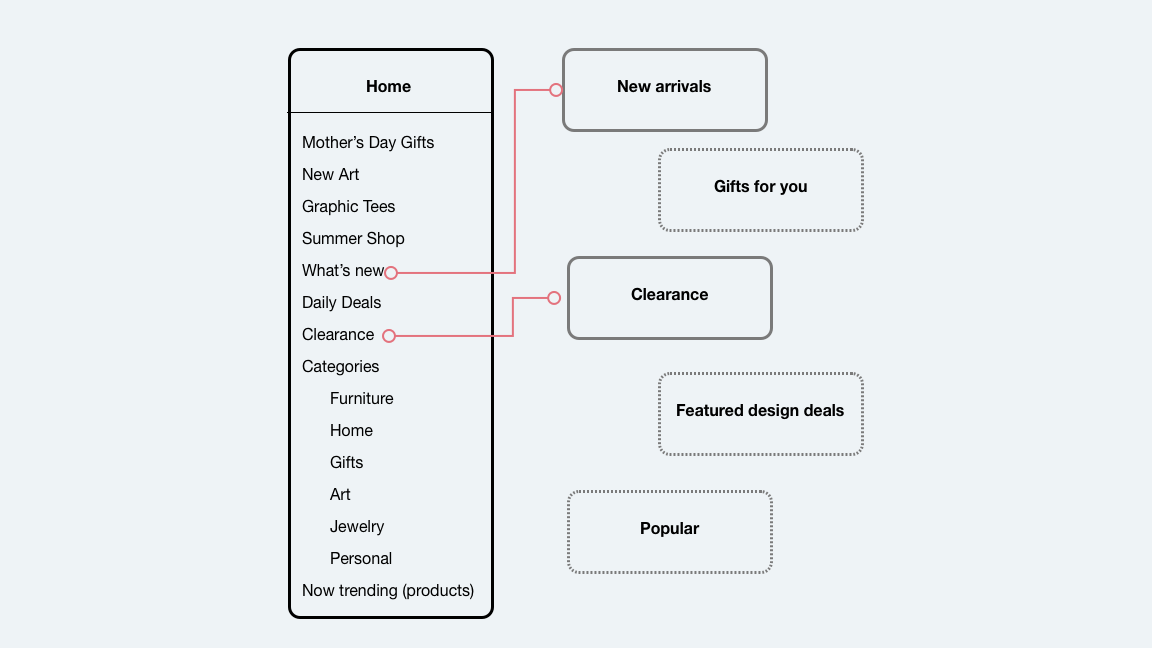 Home
Mother’s Day Gifts
New Art
Graphic Tees
Summer Shop
What’s new
Daily Deals
Clearance
Categories
Furniture
Home
Gifts
Art
Jewelry
Personal
Now trending (products)
New arrivals
Gifts for you
Clearance
Featured design deals
Popular